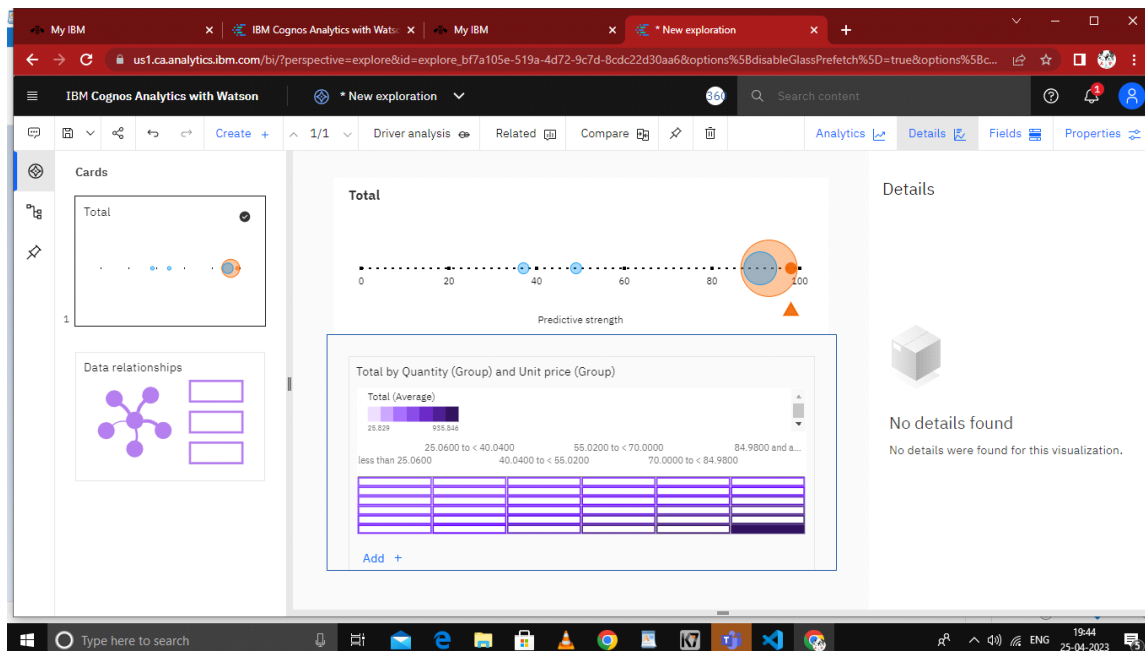 My IBM
IBM Cognos Analytics with Watso
My IBM
* New exploration
us1.ca.analytics.ibm.com/bi/?perspective=explore&id=explore_bf7a105e-519a-4d72-9c7d-8cdc22d30aa6&options%5BdisableGlassPrefetch%5D=true&options%5Bc...
IBM Cognos Analytics with Watson
* New exploration
360
Search content
1
Create +
1/1
Driver analysis
Related
Compare
Analytics
Details
Fields
Properties
Cards
Total
1
Data relationships
Total
0 20 40 60 80 100
Predictive strength
Total by Quantity (Group) and Unit price (Group)
Total (Average)
25.829 935.846
25.0600 to < 40.0400 55.0200 to < 70.0000 84.9800 and a...
less than 25.0600 40.0400 to < 55.0200 70.0000 to < 84.9800
Add +
Details
No details found
No details were found for this visualization.
Type here to search
ENG
19:44
25-04-2023
5